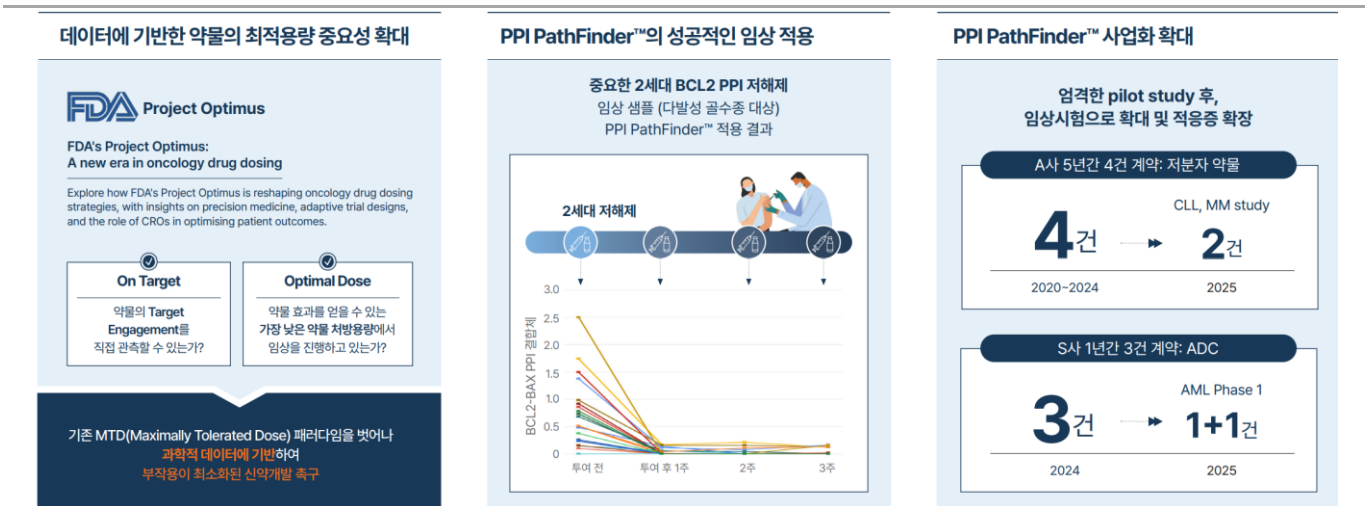 데이터에 기반한 약물의 최적용량 중요성 확대
FDA Project Optimus
FDA's Project Optimus:
A new era in oncology drug dosing
Explore how FDA's Project Optimus is reshaping oncology drug dosing
strategies, with insights on precision medicine, adaptive trial designs,
and the role of CROs in optimising patient outcomes.
On Target
약물의 Target
Engagement를
직접 관측할 수 있는가?
Optimal Dose
약물 효과를 얻을 수 있는
가장 낮은 약물 처방용량에서
임상을 진행하고 있는가?
기존 MTD(Maximally Tolerated Dose) 패러다임을 벗어나
과학적 데이터에 기반하여
부작용이 최소화된 신약개발 촉구
PPI PathFinder™의 성공적인 임상 적용
중요한 2세대 BCL2 PPI 저해제
임상 샘플 (다발성 골수종 대상)
PPI PathFinder™ 적용 결과
2세대 저해제
BCL2-BAX PPI 결합체
3.0
2.5
2.0
1.5
1.0
0.5
0
투여 전
투여 후 1주
2주
3주
PPI PathFinder™ 사업화 확대
엄격한 pilot study 후,
임상시험으로 확대 및 적응증 확장
A사 5년간 4건 계약: 저분자 약물
CLL, MM study
4건
2건
2020~2024
2025
S사 1년간 3건 계약: ADC
AML Phase 1
3건
1+1건
2024
2025